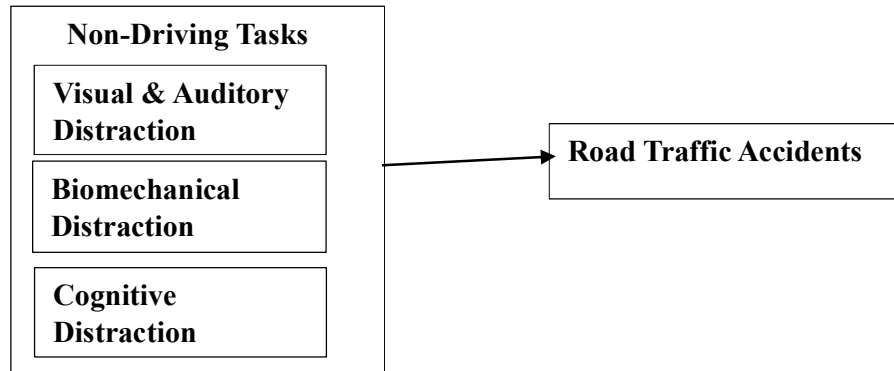 Non-Driving Tasks
Visual & Auditory
Distraction
Road Traffic Accidents
Biomechanical
Distraction
Cognitive
Distraction